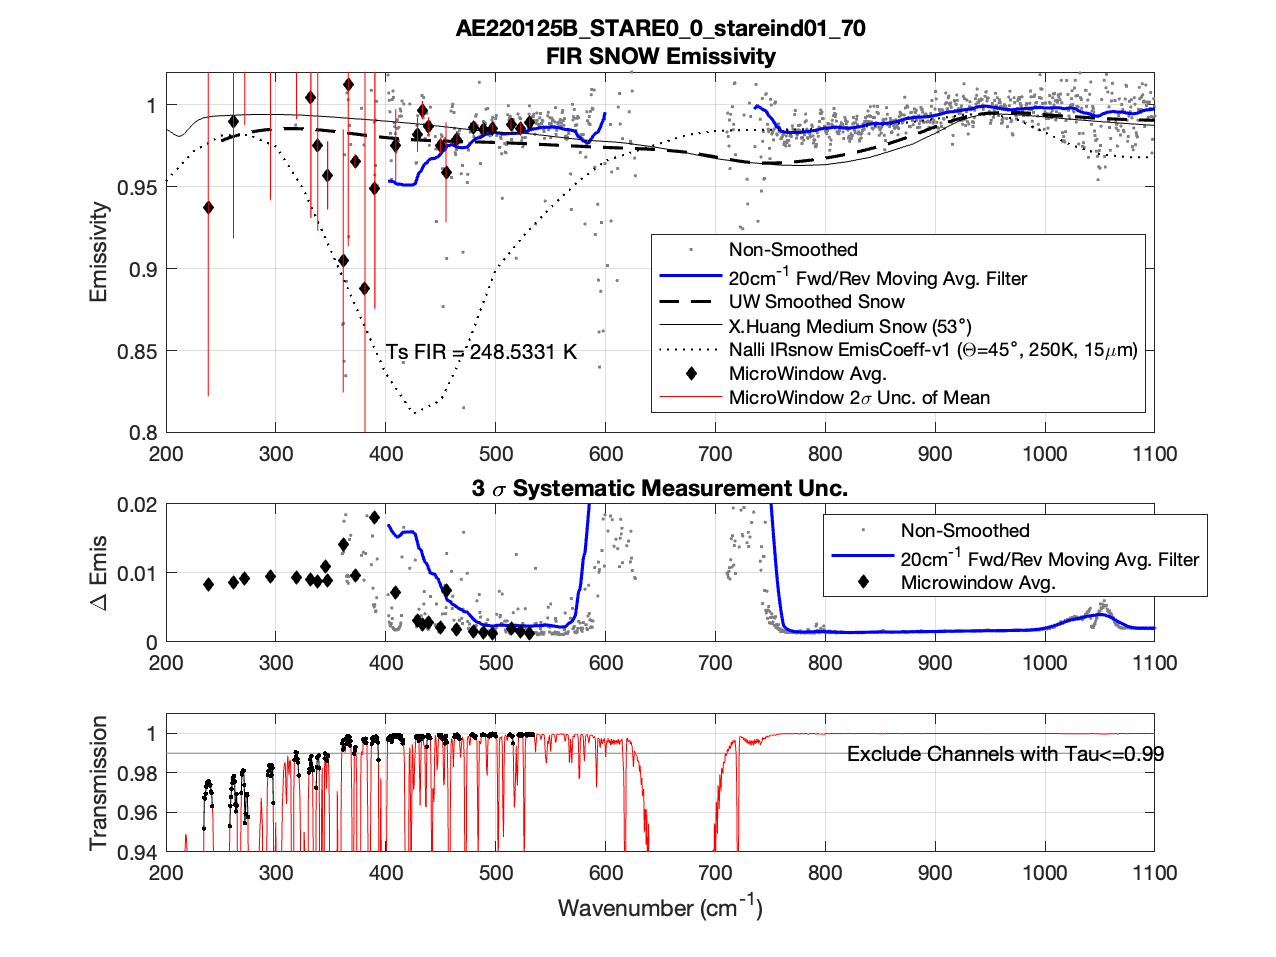 AE220125B_STARE0_0_stareind01_70
FIR SNOW Emissivity
Emissivity
1
0.95
0.9
0.85
0.8
Ts FIR = 248.5331 K
Non-Smoothed
20cm⁻¹ Fwd/Rev Moving Avg. Filter
UW Smoothed Snow
X.Huang Medium Snow (53°)
Nalli IRsnow EmisCoeff-v1 (Θ=45°, 250K, 15μm)
MicroWindow Avg.
MicroWindow 2σ Unc. of Mean
200 300 400 500 600 700 800 900 1000 1100
3 σ Systematic Measurement Unc.
Δ Emis
0.02
0.01
0
Non-Smoothed
20cm⁻¹ Fwd/Rev Moving Avg. Filter
Microwindow Avg.
200 300 400 500 600 700 800 900 1000 1100
Transmission
1
0.98
0.96
0.94
Exclude Channels with Tau<=0.99
200 300 400 500 600 700 800 900 1000 1100
Wavenumber (cm⁻¹)